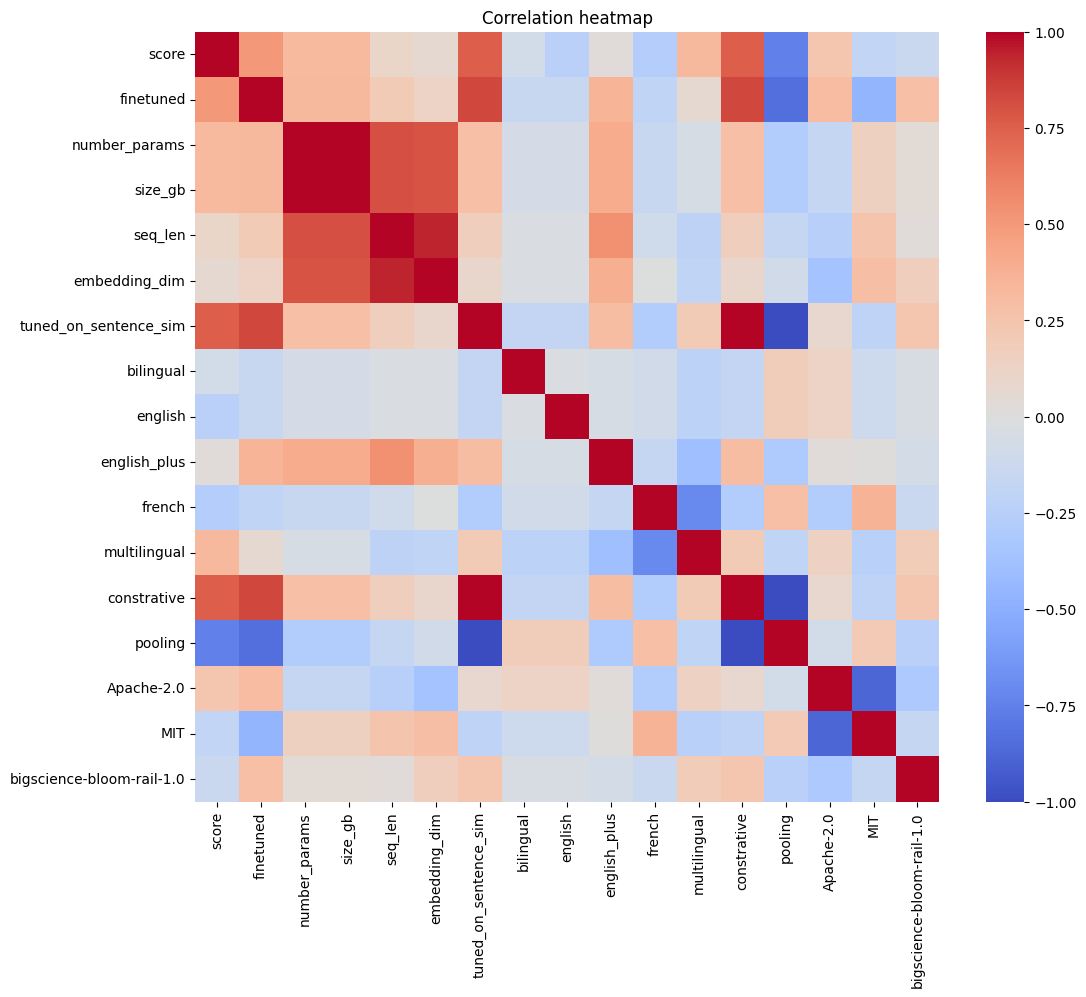 Correlation heatmap
score
finetuned
number_params
size_gb
seq_len
embedding_dim
tuned_on_sentence_sim
bilingual
english
english_plus
french
multilingual
constrative
pooling
Apache-2.0
MIT
bigscience-bloom-rail-1.0
score
finetuned
number_params
size_gb
seq_len
embedding_dim
tuned_on_sentence_sim
bilingual
english
english_plus
french
multilingual
constrative
pooling
Apache-2.0
MIT
bigscience-bloom-rail-1.0
1.00
0.75
0.50
0.25
0.00
−0.25
−0.50
−0.75
−1.00